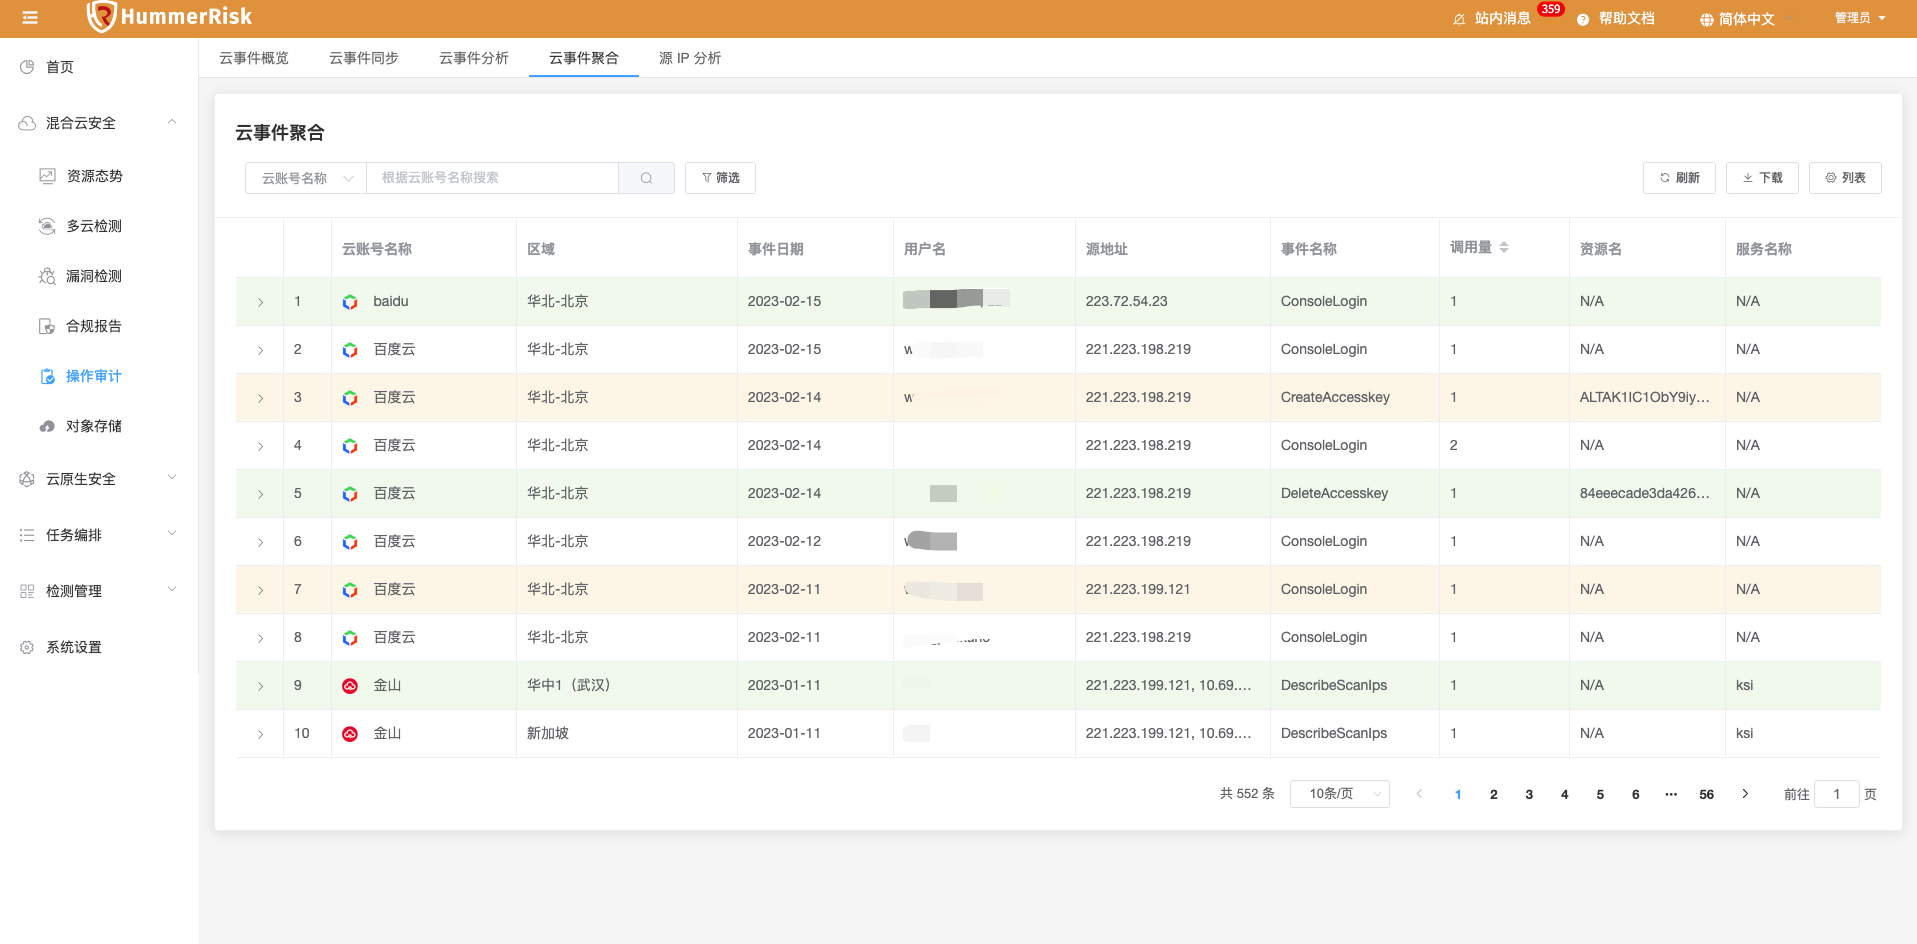 HummerRisk
站内消息 359 帮助文档 简体中文 管理员
首页
混合云安全
资源态势
多云检测
漏洞检测
合规报告
操作审计
对象存储
云原生安全
任务编排
检测管理
系统设置
云事件概览 云事件同步 云事件分析 云事件聚合 源 IP 分析
云事件聚合
云账号名称 根据云账号名称搜索 筛选 刷新 下载 列表
云账号名称 区域 事件日期 用户名 源地址 事件名称 调用量 资源名 服务名称
1 baidu 华北-北京 2023-02-15 223.72.54.23 ConsoleLogin 1 N/A N/A
2 百度云 华北-北京 2023-02-15 w 221.223.198.219 ConsoleLogin 1 N/A N/A
3 百度云 华北-北京 2023-02-14 w 221.223.198.219 CreateAccesskey 1 ALTAK1IC1ObY9iy... N/A
4 百度云 华北-北京 2023-02-14 221.223.198.219 ConsoleLogin 2 N/A N/A
5 百度云 华北-北京 2023-02-14 221.223.198.219 DeleteAccesskey 1 84eeecade3da426... N/A
6 百度云 华北-北京 2023-02-12 221.223.198.219 ConsoleLogin 1 N/A N/A
7 百度云 华北-北京 2023-02-11 221.223.199.121 ConsoleLogin 1 N/A N/A
8 百度云 华北-北京 2023-02-11 221.223.198.219 ConsoleLogin 1 N/A N/A
9 金山 华中1（武汉） 2023-01-11 221.223.199.121, 10.69.... DescribeScanIps 1 N/A ksi
10 金山 新加坡 2023-01-11 221.223.199.121, 10.69.... DescribeScanIps 1 N/A ksi
共 552 条 10条/页 1 2 3 4 5 6 ... 56 前往 1 页